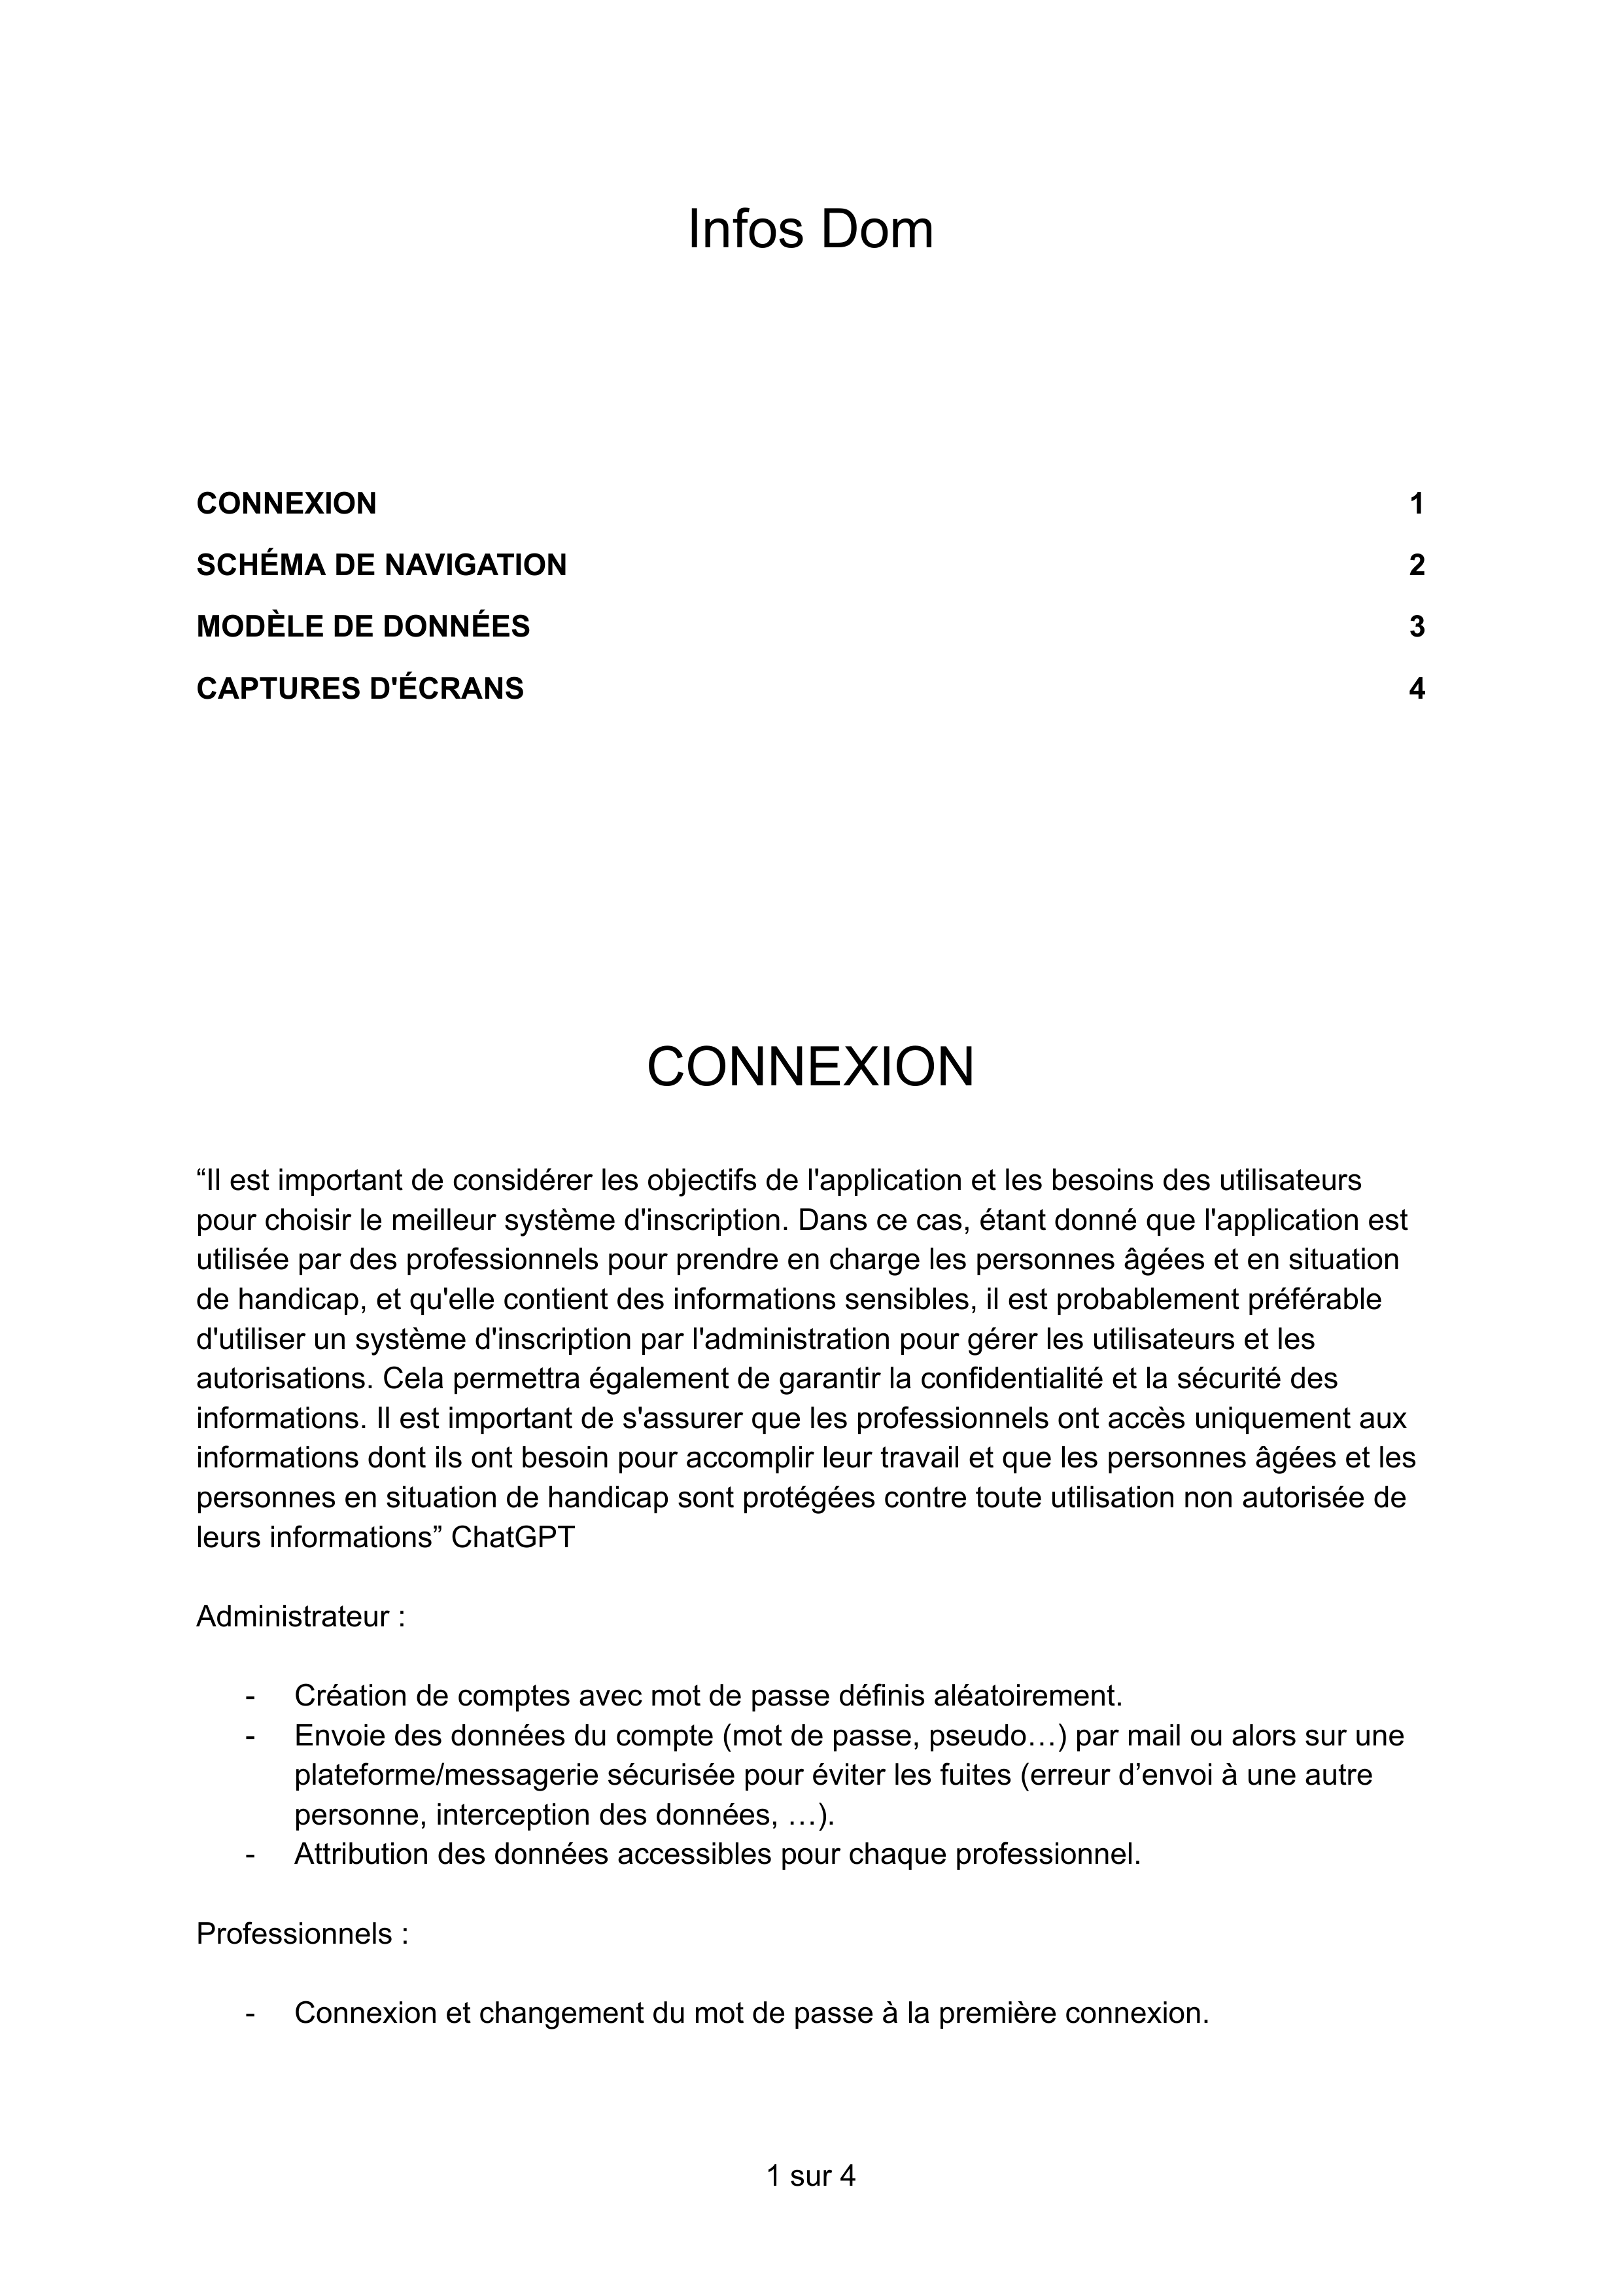 Infos Dom
CONNEXION 1
SCHÉMA DE NAVIGATION 2
MODÈLE DE DONNÉES 3
CAPTURES D'ÉCRANS 4
CONNEXION
“Il est important de considérer les objectifs de l'application et les besoins des utilisateurs
pour choisir le meilleur système d'inscription. Dans ce cas, étant donné que l'application est
utilisée par des professionnels pour prendre en charge les personnes âgées et en situation
de handicap, et qu'elle contient des informations sensibles, il est probablement préférable
d'utiliser un système d'inscription par l'administration pour gérer les utilisateurs et les
autorisations. Cela permettra également de garantir la confidentialité et la sécurité des
informations. Il est important de s'assurer que les professionnels ont accès uniquement aux
informations dont ils ont besoin pour accomplir leur travail et que les personnes âgées et les
personnes en situation de handicap sont protégées contre toute utilisation non autorisée de
leurs informations” ChatGPT
Administrateur :
- Création de comptes avec mot de passe définis aléatoirement.
- Envoie des données du compte (mot de passe, pseudo…) par mail ou alors sur une
plateforme/messagerie sécurisée pour éviter les fuites (erreur d’envoi à une autre
personne, interception des données, …).
- Attribution des données accessibles pour chaque professionnel.
Professionnels :
- Connexion et changement du mot de passe à la première connexion.
1 sur 4